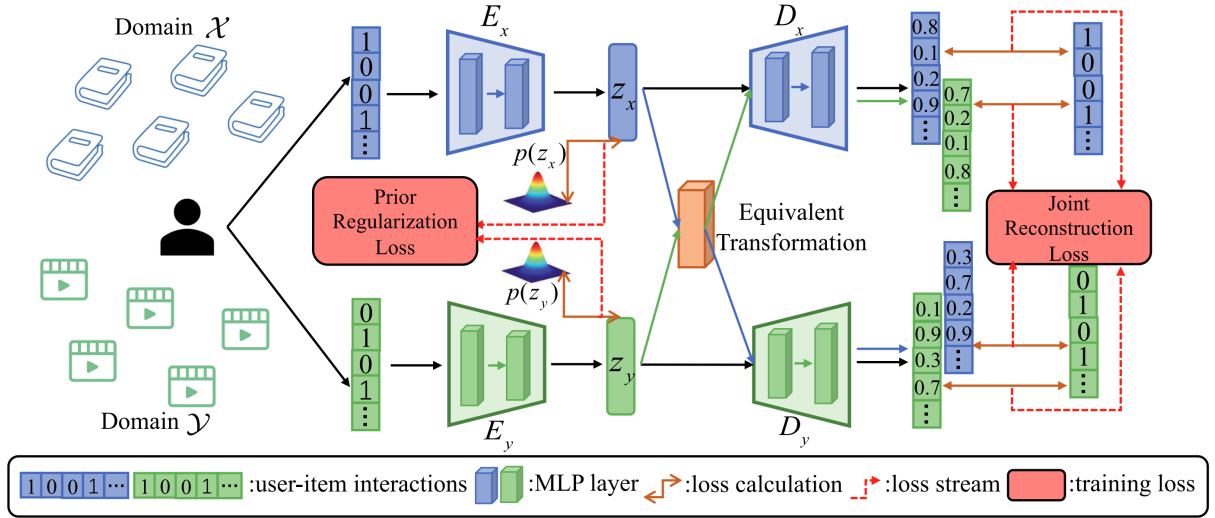 Domain 𝒳
E_x
D_x
1
0
0
1
⋮
z_x
0.8
0.1
0.2
0.9
⋮
0.7
0.2
0.1
0.8
⋮
1
0
0
1
⋮
p(z_x)
Prior
Regularization
Loss
Equivalent
Transformation
Joint
Reconstruction
Loss
p(z_y)
0
1
0
1
⋮
z_y
0.1
0.9
0.3
0.7
⋮
0.3
0.7
0.2
0.9
⋮
0
1
0
1
⋮
Domain 𝒴
E_y
D_y
1 0 0 1 ··· 1 0 0 1 ··· :user-item interactions :MLP layer :loss calculation :loss stream :training loss